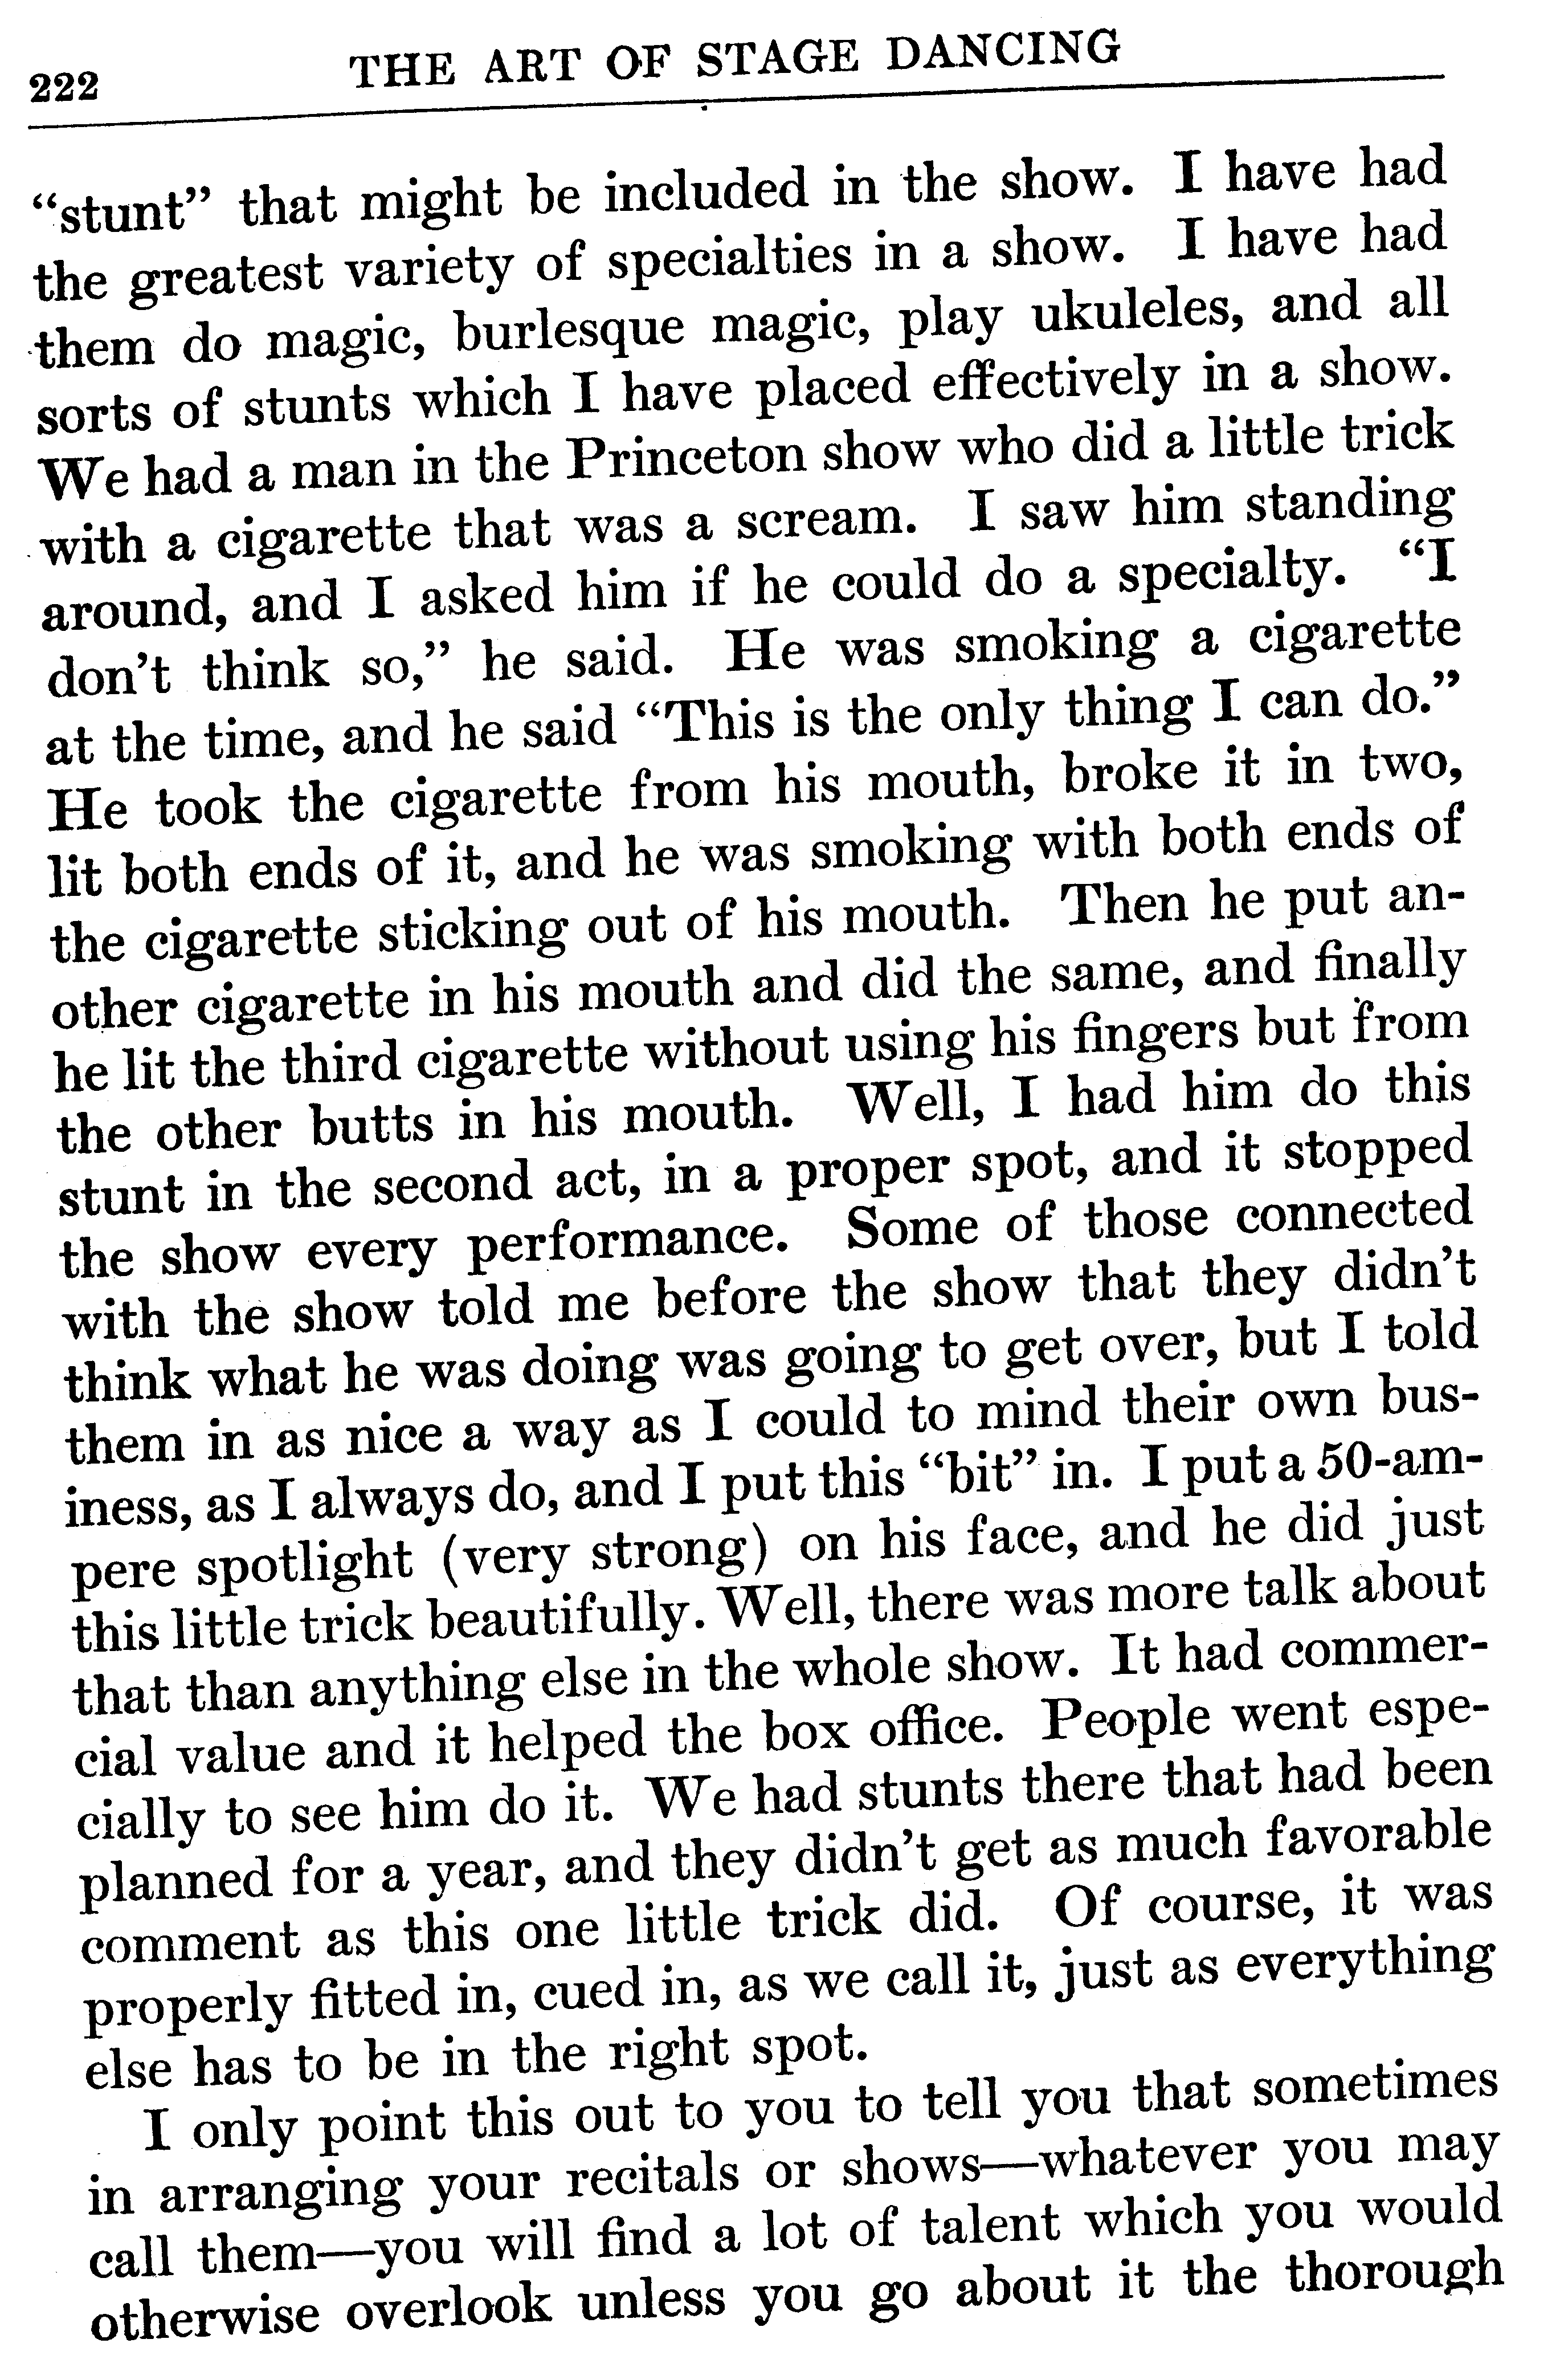 222 THE ART OF STAGE DANCING
“stunt” that might be included in the show. I have had
the greatest variety of specialties in a show. I have had
them do magic, burlesque magic, play ukuleles, and all
sorts of stunts which I have placed effectively in a show.
We had a man in the Princeton show who did a little trick
with a cigarette that was a scream. I saw him standing
around, and I asked him if he could do a specialty. “I
don’t think so,” he said. He was smoking a cigarette
at the time, and he said “This is the only thing I can do.”
He took the cigarette from his mouth, broke it in two,
lit both ends of it, and he was smoking with both ends of
the cigarette sticking out of his mouth. Then he put an-
other cigarette in his mouth and did the same, and finally
he lit the third cigarette without using his fingers but from
the other butts in his mouth. Well, I had him do this
stunt in the second act, in a proper spot, and it stopped
the show every performance. Some of those connected
with the show told me before the show that they didn’t
think what he was doing was going to get over, but I told
them in as nice a way as I could to mind their own bus-
iness, as I always do, and I put this “bit” in. I put a 50-am-
pere spotlight (very strong) on his face, and he did just
this little trick beautifully. Well, there was more talk about
that than anything else in the whole show. It had commer-
cial value and it helped the box office. People went espe-
cially to see him do it. We had stunts there that had been
planned for a year, and they didn’t get as much favorable
comment as this one little trick did. Of course, it was
properly fitted in, cued in, as we call it, just as everything
else has to be in the right spot.
I only point this out to you to tell you that sometimes
in arranging your recitals or shows—whatever you may
call them—you will find a lot of talent which you would
otherwise overlook unless you go about it the thorough